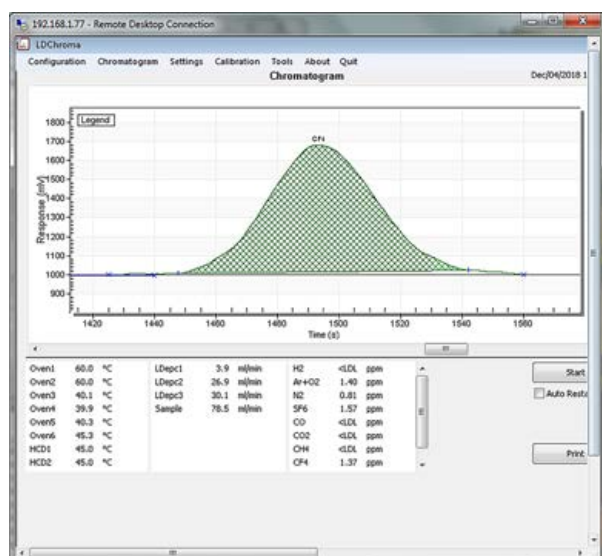 192.168.1.77 - Remote Desktop Connection
LDChroma
Configuration Chromatogram Settings Calibration Tools About Quit
Chromatogram
Dec/04/2018 1
Legend
CF4
1800
1700
1600
1500
1400
1300
1200
1100
1000
900
Response (mV)
1420 1440 1460 1480 1500 1520 1540 1560
Time (s)
Oven1 60.0 °C LDepc1 3.9 ml/min H2 <LDL ppm
Oven2 60.0 °C LDepc2 26.9 ml/min Ar+O2 1.40 ppm
Oven3 40.1 °C LDepc3 30.1 ml/min N2 0.81 ppm
Oven4 39.9 °C Sample 78.5 ml/min SF6 1.57 ppm
Oven5 40.3 °C CO <LDL ppm
Oven6 45.3 °C CO2 <LDL ppm
HCD1 45.0 °C CH4 <LDL ppm
HCD2 45.0 °C CF4 1.37 ppm
Start
Auto Resta
Print